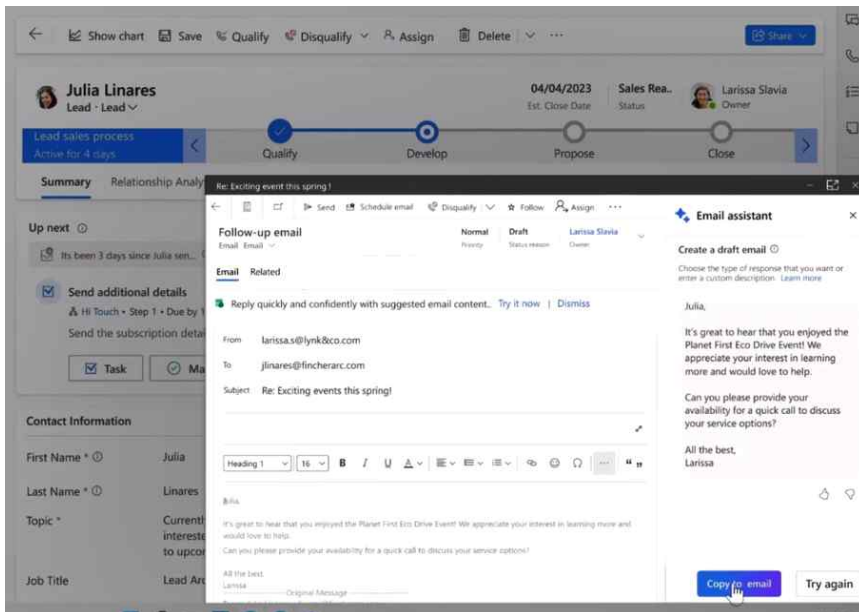 Show chart Save Qualify Disqualify Assign Delete Share
Julia Linares
Lead · Lead
04/04/2023
Est. Close Date
Sales Rea..
Status
Larissa Slavia
Owner
Lead sales process
Active for 4 days
Qualify
Develop
Propose
Close
Summary Relationship Analy
Up next
Its been 3 days since Julia sen..
Send additional details
Hi Touch • Step 1 • Due by 1
Send the subscription detai
Task Ma
Contact Information
First Name * Julia
Last Name * Linares
Topic * Currentl
intereste
to upcor
Job Title Lead Arc
Re: Exciting event this spring!
Send Schedule email Disqualify Follow Assign
Follow-up email
Email Email
Normal
Priority
Draft
Status reason
Larissa Slavia
Owner
Email Related
Reply quickly and confidently with suggested email content.. Try it now | Dismiss
From larissa.s@lynk&co.com
To jlinares@fincherarc.com
Subject Re: Exciting events this spring!
Heading 1 16 B I U A
Julia,
It's great to hear that you enjoyed the Planet First Eco Drive Event! We appreciate your interest in learning more and
would love to help.
Can you please provide your availability for a quick call to discuss your service options?
All the best,
Larissa
Original Message
Email assistant
Create a draft email
Choose the type of response that you want or
enter a custom description. Learn more
Julia,
It's great to hear that you enjoyed the
Planet First Eco Drive Event! We
appreciate your interest in learning
more and would love to help.
Can you please provide your
availability for a quick call to discuss
your service options?
All the best,
Larissa
Copy to email Try again